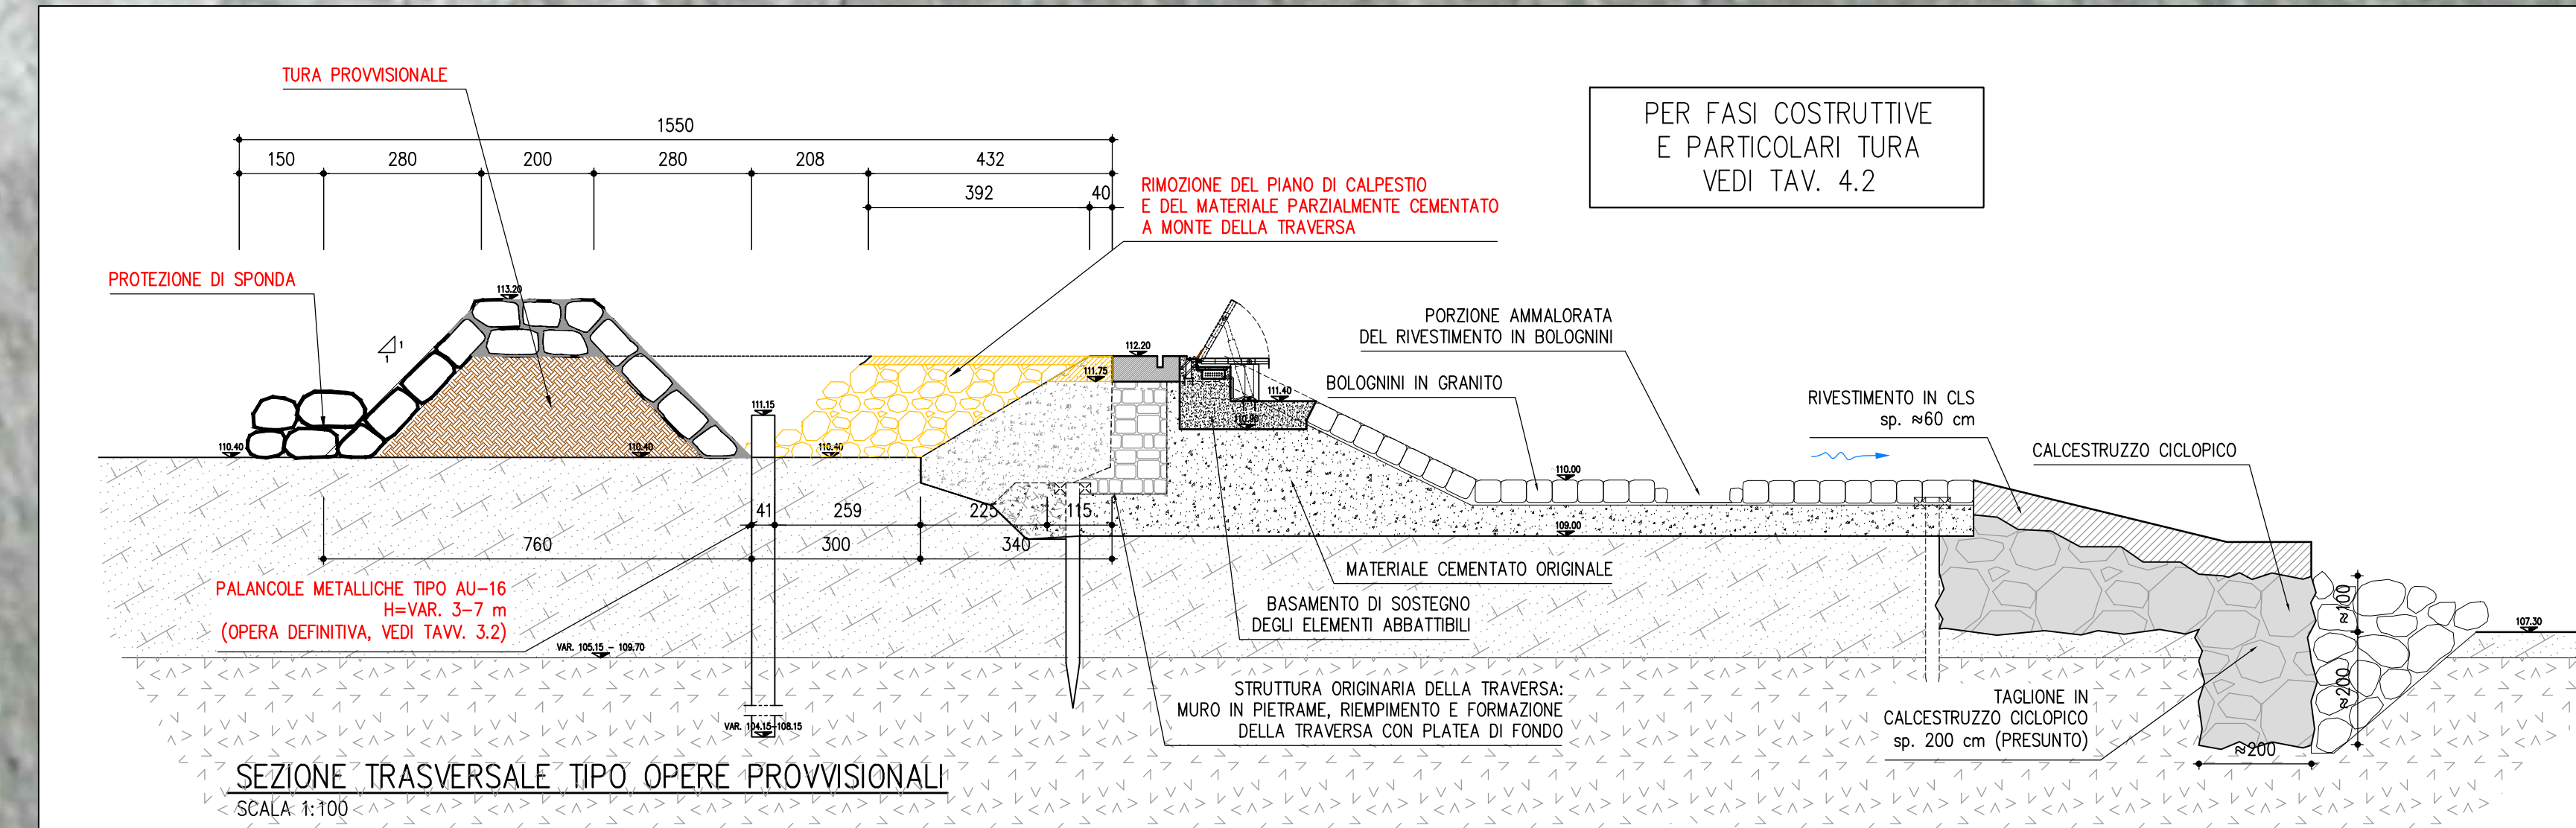 TURA PROVVISIONALE
1550
150 280 200 280 208 432
392 40
PER FASI COSTRUTTIVE
E PARTICOLARI TURA
VEDI TAV. 4.2
RIMOZIONE DEL PIANO DI CALPESTIO
E DEL MATERIALE PARZIALMENTE CEMENTATO
A MONTE DELLA TRAVERSA
PROTEZIONE DI SPONDA
113.20
1
1
112.20
111.75
111.40
110.90
111.15
110.40
110.40
110.40
PORZIONE AMMALORATA
DEL RIVESTIMENTO IN BOLOGNINI
BOLOGNINI IN GRANITO
110.00
109.00
RIVESTIMENTO IN CLS
sp. ≈60 cm
CALCESTRUZZO CICLOPICO
41 259 225 115
760 300 340
PALANCOLE METALLICHE TIPO AU-16
H=VAR. 3-7 m
(OPERA DEFINITIVA, VEDI TAVV. 3.2)
VAR. 105.15 - 109.70
VAR. 104.15-108.15
MATERIALE CEMENTATO ORIGINALE
BASAMENTO DI SOSTEGNO
DEGLI ELEMENTI ABBATTIBILI
STRUTTURA ORIGINARIA DELLA TRAVERSA:
MURO IN PIETRAME, RIEMPIMENTO E FORMAZIONE
DELLA TRAVERSA CON PLATEA DI FONDO
TAGLIONE IN
CALCESTRUZZO CICLOPICO
sp. 200 cm (PRESUNTO)
≈100
≈200
≈200
107.30
SEZIONE TRASVERSALE TIPO OPERE PROVVISIONALI
SCALA 1:100